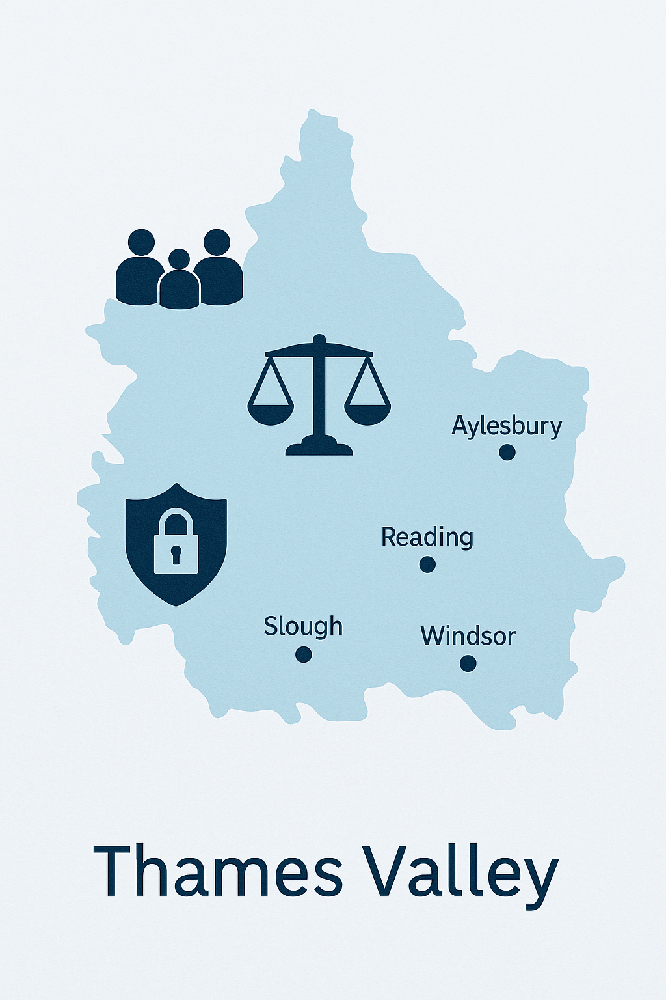 Aylesbury
Reading
Slough
Windsor
Thames Valley